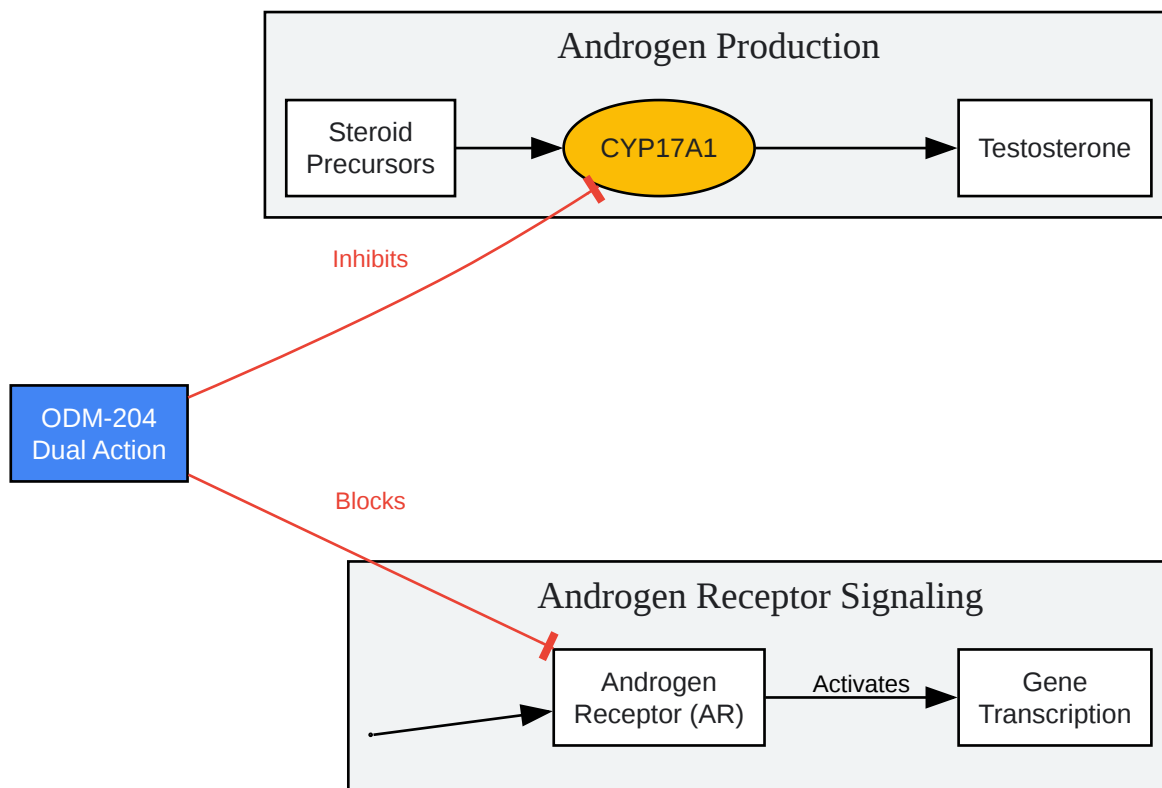 Androgen Production
Steroid
Precursors
CYP17A1
Testosterone
Inhibits
ODM-204
Dual Action
Blocks
Androgen Receptor Signaling
Androgen
Receptor (AR)
Activates
Gene
Transcription